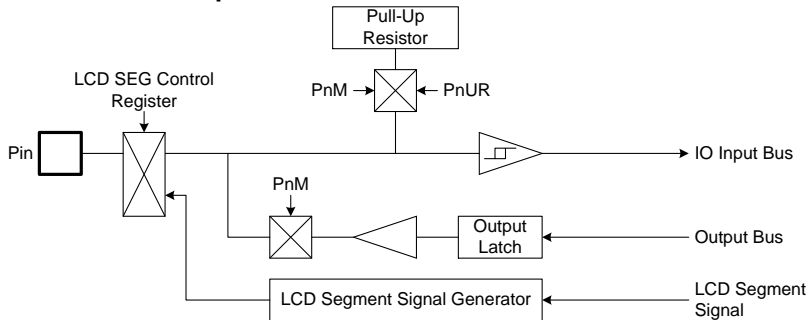 Pull-Up
Resistor
LCD SEG Control
Register
PnM
PnUR
Pin
IO Input Bus
PnM
Output
Latch
Output Bus
LCD Segment Signal Generator
LCD Segment
Signal